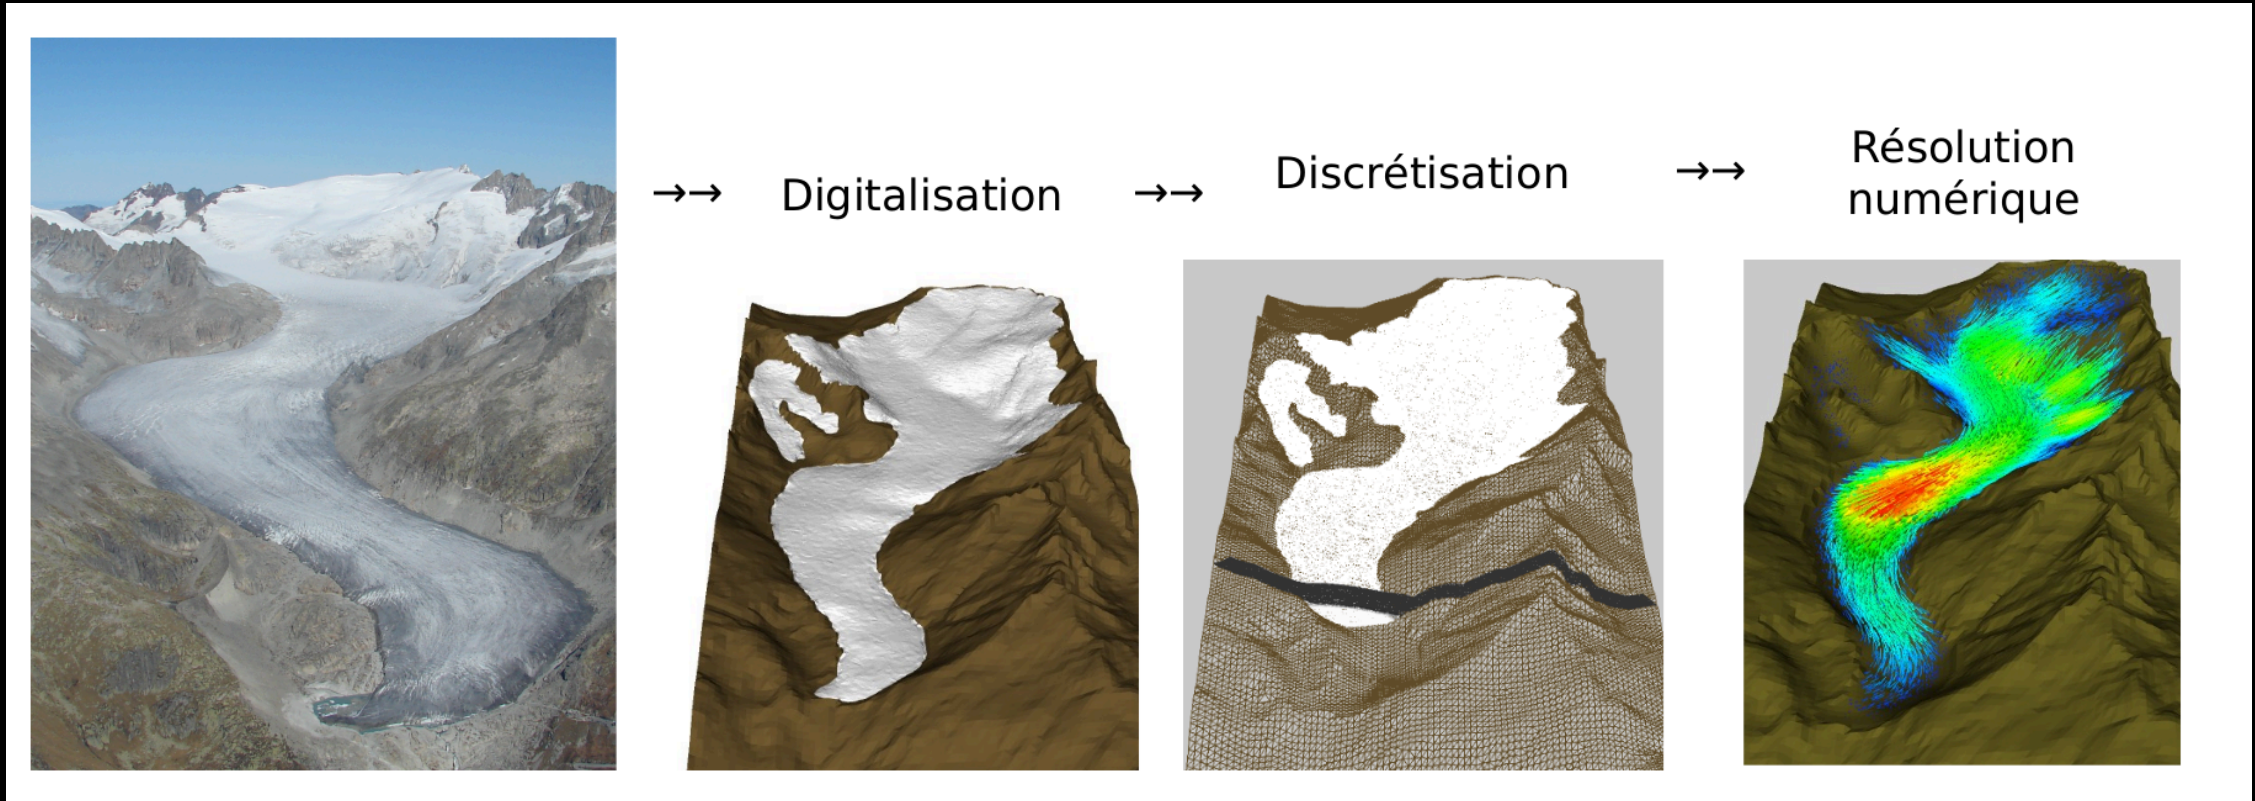 →→ Digitalisation →→ Discrétisation →→ Résolution
numérique